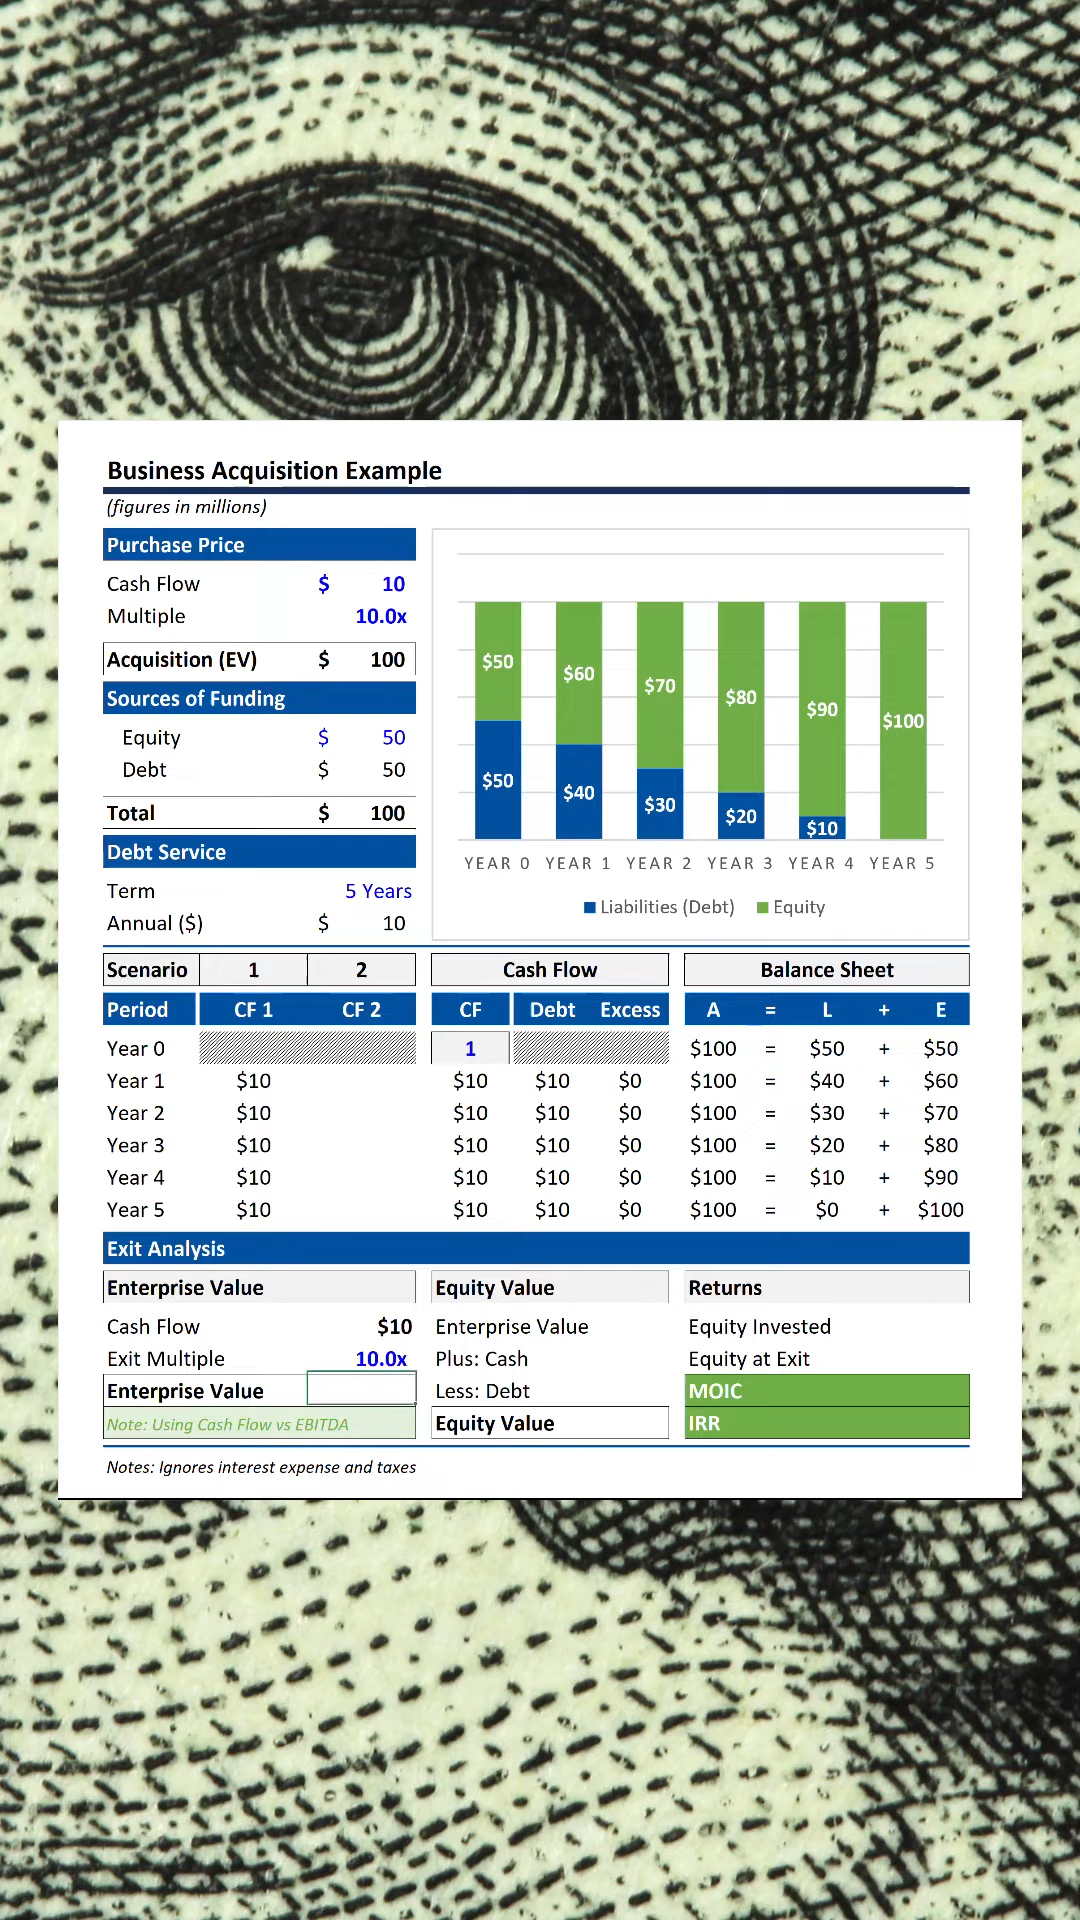 Business Acquisition Example
(figures in millions)
Purchase Price
Cash Flow $ 10
Multiple 10.0x
Acquisition (EV) $ 100
Sources of Funding
Equity $ 50
Debt $ 50
Total $ 100
Debt Service
Term 5 Years
Annual ($) $ 10
$50 $60 $70 $80 $90 $100
$50 $40 $30 $20 $10
YEAR 0 YEAR 1 YEAR 2 YEAR 3 YEAR 4 YEAR 5
Liabilities (Debt) Equity
Scenario 1 2 Cash Flow Balance Sheet
Period CF 1 CF 2 CF Debt Excess A = L + E
Year 0 1 $100 = $50 + $50
Year 1 $10 $10 $10 $0 $100 = $40 + $60
Year 2 $10 $10 $10 $0 $100 = $30 + $70
Year 3 $10 $10 $10 $0 $100 = $20 + $80
Year 4 $10 $10 $10 $0 $100 = $10 + $90
Year 5 $10 $10 $10 $0 $100 = $0 + $100
Exit Analysis
Enterprise Value Equity Value Returns
Cash Flow $10 Enterprise Value Equity Invested
Exit Multiple 10.0x Plus: Cash Equity at Exit
Enterprise Value Less: Debt MOIC
Note: Using Cash Flow vs EBITDA Equity Value IRR
Notes: Ignores interest expense and taxes